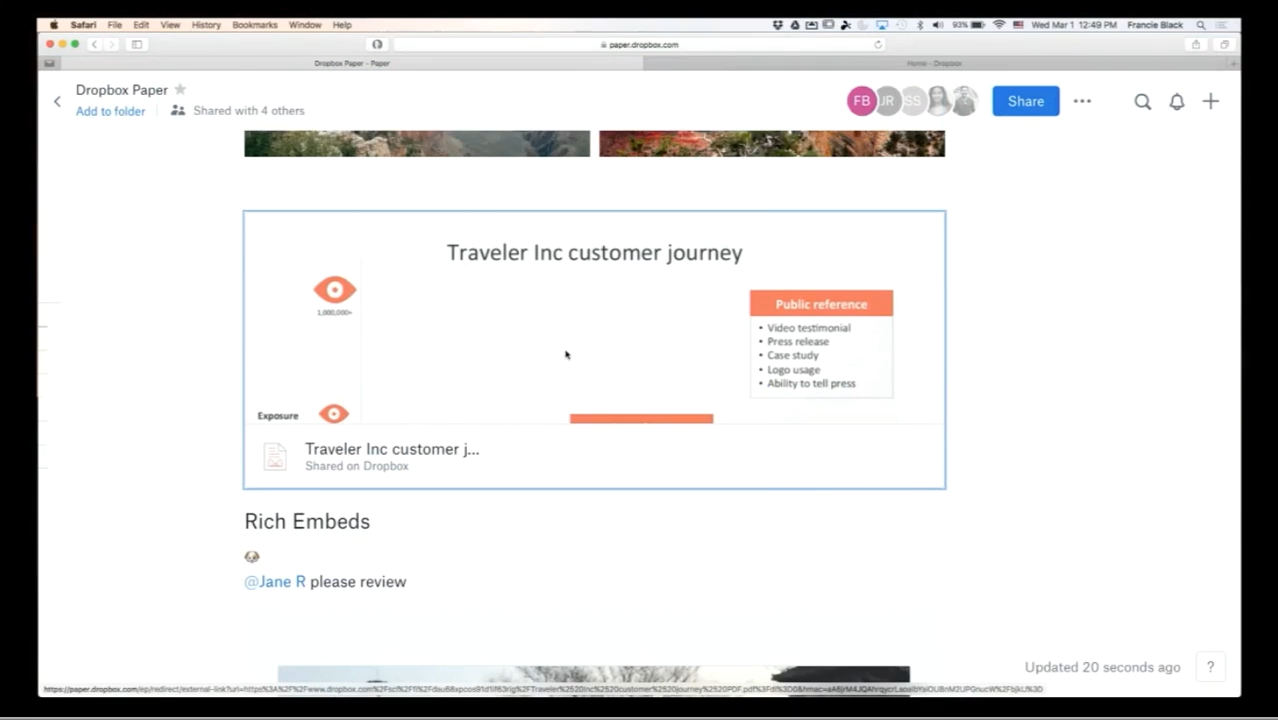 Safari File Edit View History Bookmarks Window Help 93% Wed Mar 1 12:49 PM Francie Black
paper.dropbox.com
Dropbox Paper - Paper Home - Dropbox
Dropbox Paper
Add to folder Shared with 4 others
FB JR SS Share
Traveler Inc customer journey
1,000,000+
Public reference
• Video testimonial
• Press release
• Case study
• Logo usage
• Ability to tell press
Exposure
Traveler Inc customer j...
Shared on Dropbox
Rich Embeds
@Jane R please review
Updated 20 seconds ago ?